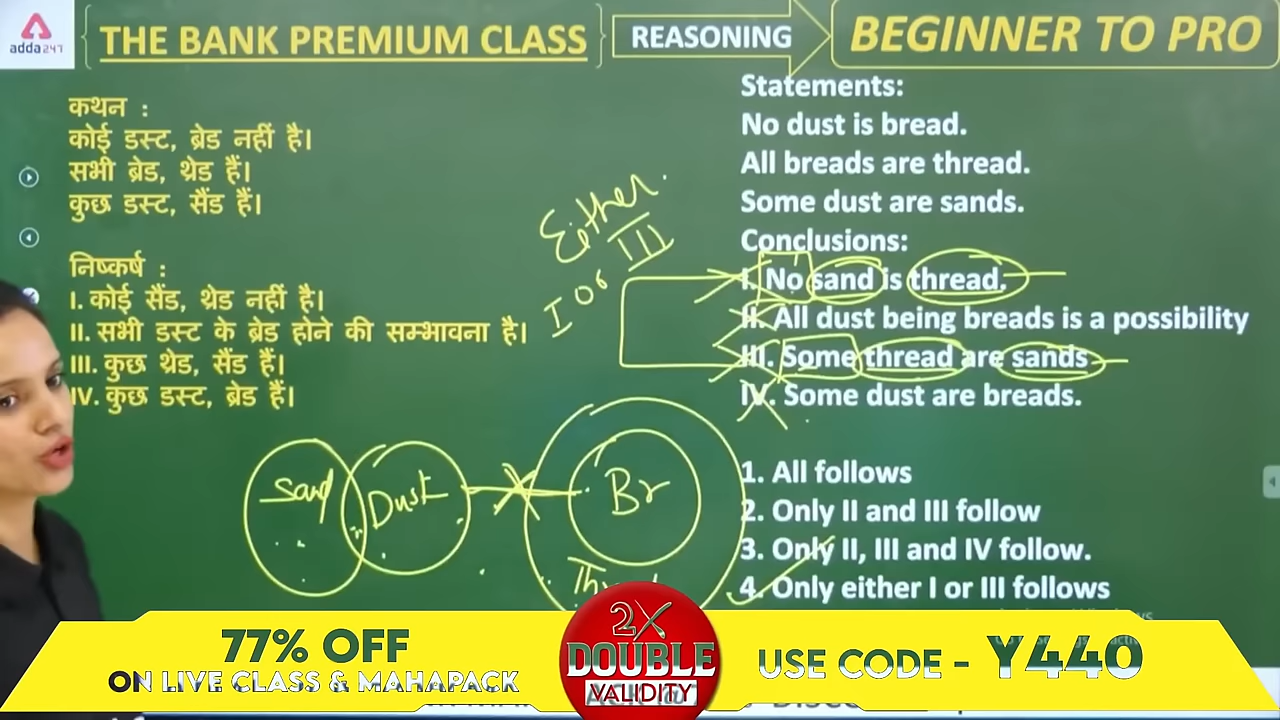 adda247
THE BANK PREMIUM CLASS
REASONING
BEGINNER TO PRO
कथन :
कोई डस्ट, ब्रेड नहीं है।
सभी ब्रेड, थ्रेड हैं।
कुछ डस्ट, सैंड हैं।
निष्कर्ष :
I. कोई सैंड, थ्रेड नहीं है।
II. सभी डस्ट के ब्रेड होने की सम्भावना है।
III. कुछ थ्रेड, सैंड हैं।
IV. कुछ डस्ट, ब्रेड हैं।
Either
I or III
Statements:
No dust is bread.
All breads are thread.
Some dust are sands.
Conclusions:
I. No sand is thread.
II. All dust being breads is a possibility
III. Some thread are sands
IV. Some dust are breads.
1. All follows
2. Only II and III follow
3. Only II, III and IV follow.
4. Only either I or III follows
Sand
Dust
Br
77% OFF
ON LIVE CLASS & MAHAPACK
2X
DOUBLE
VALIDITY
USE CODE - Y440